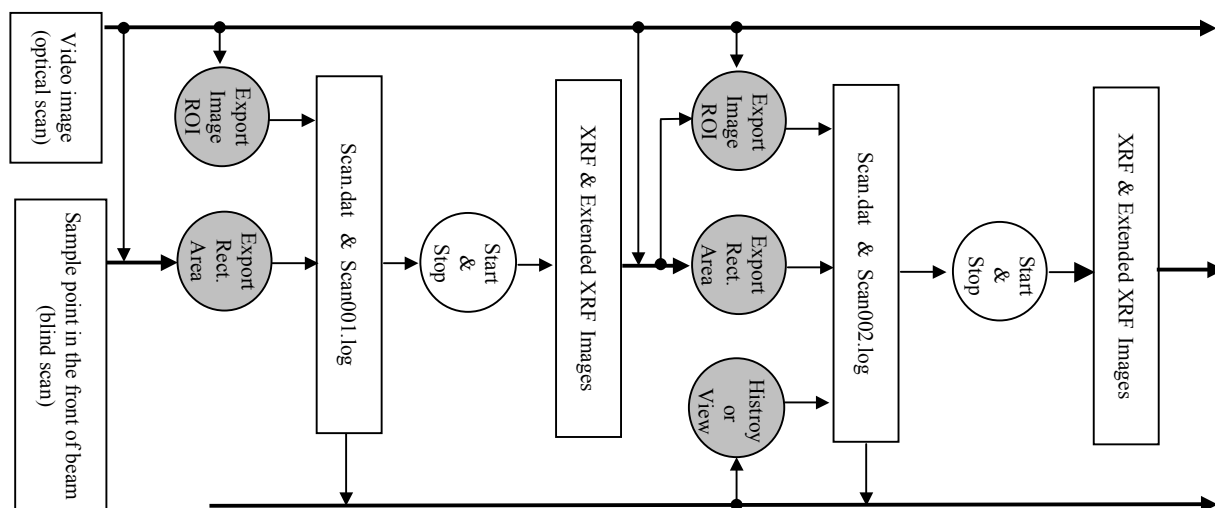 Video image
(optical scan)
Sample point in the front of beam
(blind scan)
Export
Image
ROI
Export
Rect.
Area
Scan.dat & Scan001.log
Start
&
Stop
XRF & Extended XRF Images
Export
Image
ROI
Export
Rect.
Area
Histroy
or
View
Scan.dat & Scan002.log
Start
&
Stop
XRF & Extended XRF Images